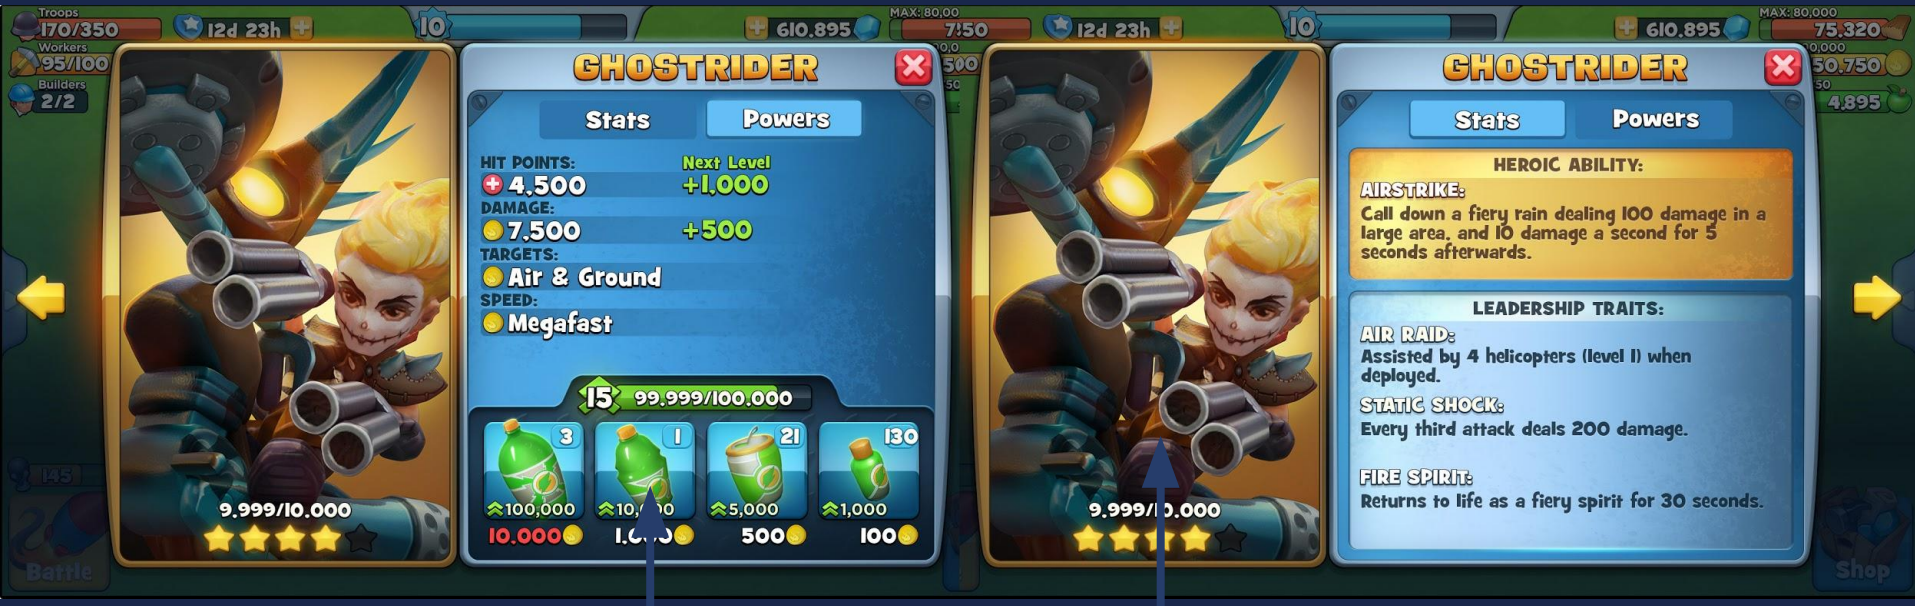 Troops
170/350
12d 23h
10
610.895
MAX: 80,00
Workers
95/100
Builders
2/2
GHOSTRIDER
Stats
Powers
HIT POINTS:
Next Level
4,500
+1,000
DAMAGE:
7,500
+500
TARGETS:
Air & Ground
SPEED:
Megafast
15
99.999/100.000
3
1
21
130
100,000
5,000
1,000
10.000
500
100
9.999/10.000
145
Battle
12d 23h
10
610.895
MAX: 80,000
75,320
50,750
4,895
GHOSTRIDER
Stats
Powers
HEROIC ABILITY:
AIRSTRIKE:
Call down a fiery rain dealing 100 damage in a
large area, and 10 damage a second for 5
seconds afterwards.
LEADERSHIP TRAITS:
AIR RAID:
Assisted by 4 helicopters (level 1) when
deployed.
STATIC SHOCK:
Every third attack deals 200 damage.
FIRE SPIRIT:
Returns to life as a fiery spirit for 30 seconds.
Shop